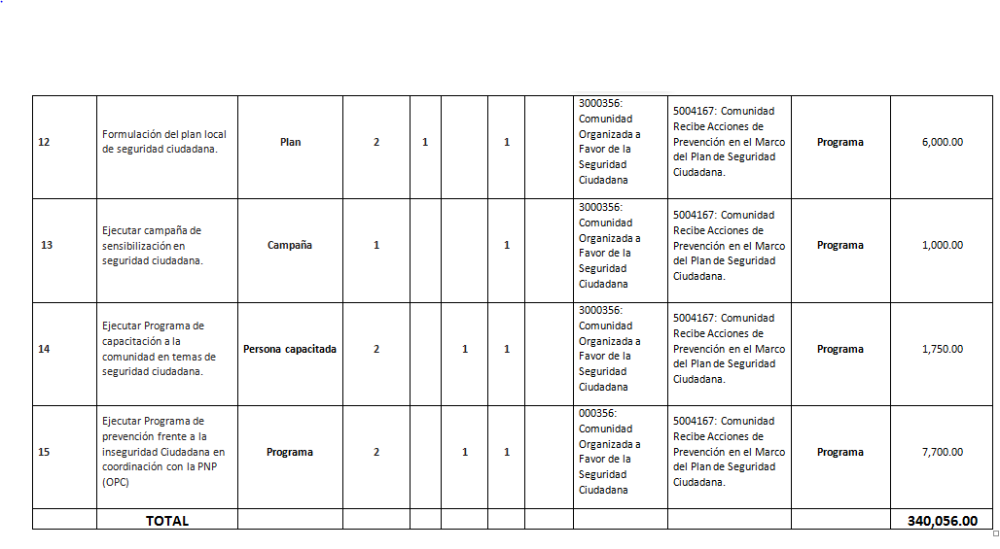 12
Formulación del plan local
de seguridad ciudadana.
Plan
2
1
1
3000356:
Comunidad
Organizada a
Favor de la
Seguridad
Ciudadana
5004167: Comunidad
Recibe Acciones de
Prevención en el Marco
del Plan de Seguridad
Ciudadana.
Programa
6,000.00
13
Ejecutar campaña de
sensibilización en
seguridad ciudadana.
Campaña
1
1
3000356:
Comunidad
Organizada a
Favor de la
Seguridad
Ciudadana
5004167: Comunidad
Recibe Acciones de
Prevención en el Marco
del Plan de Seguridad
Ciudadana.
Programa
1,000.00
14
Ejecutar Programa de
capacitación a la
comunidad en temas de
seguridad ciudadana.
Persona capacitada
2
1
1
3000356:
Comunidad
Organizada a
Favor de la
Seguridad
Ciudadana
5004167: Comunidad
Recibe Acciones de
Prevención en el Marco
del Plan de Seguridad
Ciudadana.
Programa
1,750.00
15
Ejecutar Programa de
prevención frente a la
inseguridad Ciudadana en
coordinación con la PNP
(OPC)
Programa
2
1
1
000356:
Comunidad
Organizada a
Favor de la
Seguridad
Ciudadana
5004167: Comunidad
Recibe Acciones de
Prevención en el Marco
del Plan de Seguridad
Ciudadana.
Programa
7,700.00
TOTAL
340,056.00